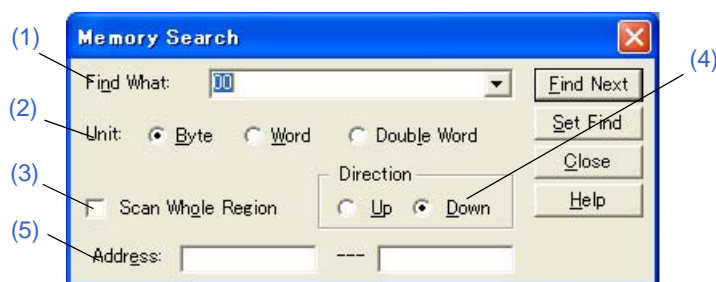 Memory Search
(1)
(4)
Find What: 00 Find Next
(2)
Unit: Byte Word Double Word Set Find
Close
(3)
Direction
Scan Whole Region Up Down Help
(5)
Address: ---